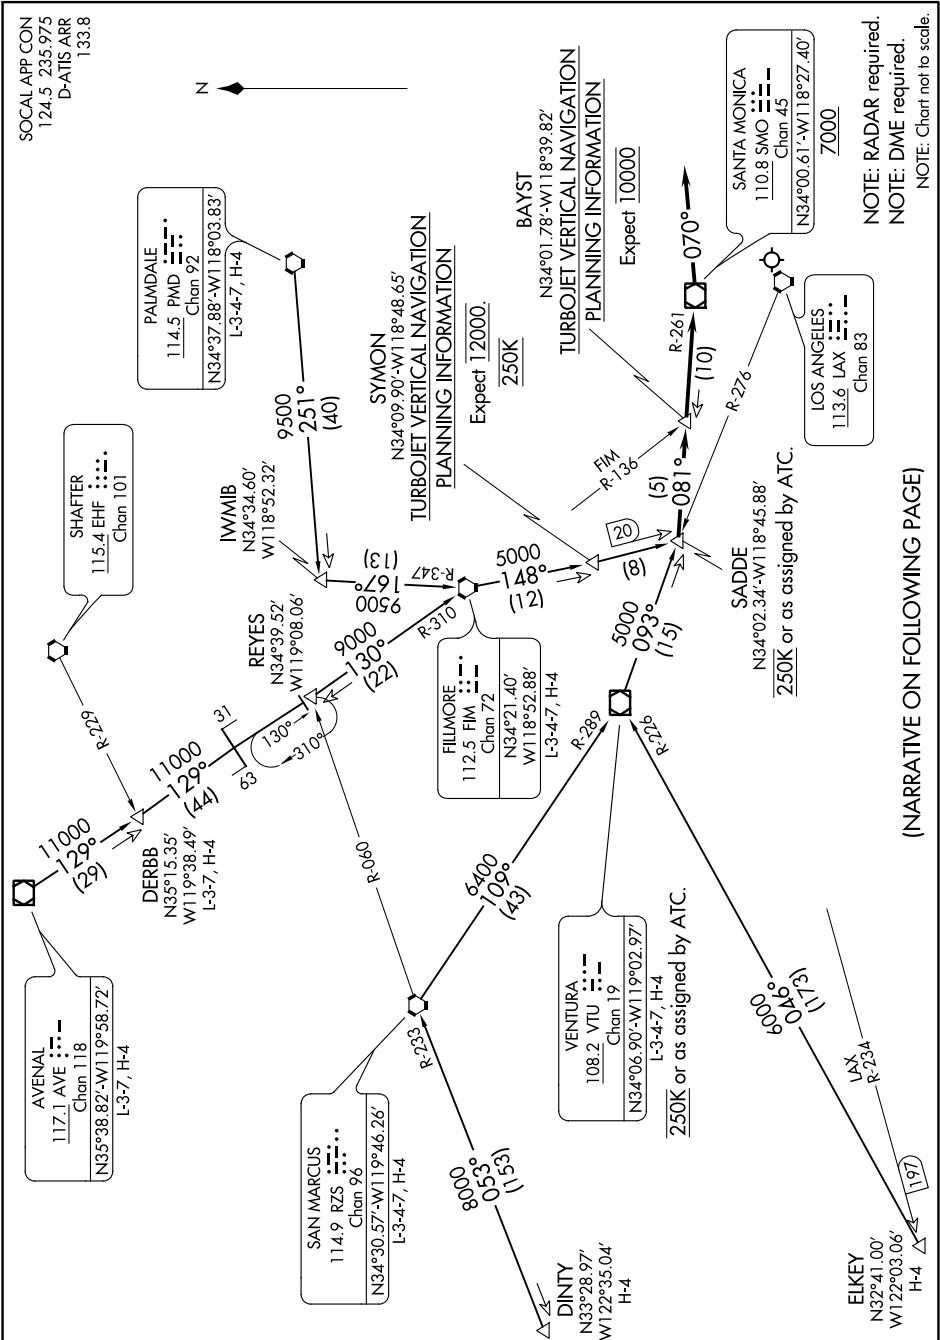 SOCAL APP CON
124.5 235.975
D-ATIS ARR
133.8
N
PALMDALE
114.5 PMD
Chan 92
N34°37.88'-W118°03.83'
L-3-4-7, H-4
SHAFTER
115.4 EHF
Chan 101
AVENAL
117.1 AVE
Chan 118
N35°38.82'-W119°58.72'
L-3-7, H-4
11000
129°
(29)
R-229
DERBB
N35°15.35'
W119°38.49'
L-3-7, H-4
11000
129°
(44)
31
63
130°
310°
REYES
N34°39.52'
W119°08.06'
9000
130°
(22)
R-310
IWMIB
N34°34.60'
W118°52.32'
9500
251°
(40)
9500
167°
(13)
R-347
FILLMORE
112.5 FIM
Chan 72
N34°21.40'
W118°52.88'
L-3-4-7, H-4
5000
148°
(12)
SYMON
N34°09.90'-W118°48.65'
TURBOJET VERTICAL NAVIGATION
PLANNING INFORMATION
Expect 12000.
250K
BAYST
N34°01.78'-W118°39.82'
TURBOJET VERTICAL NAVIGATION
PLANNING INFORMATION
Expect 10000
SANTA MONICA
110.8 SMO
Chan 45
N34°00.61'-W118°27.40'
7000
070°
R-261
(10)
FIM
R-136
(5)
081°
20
(8)
R-276
LOS ANGELES
113.6 LAX
Chan 83
SADDE
N34°02.34'-W118°45.88'
250K or as assigned by ATC.
5000
093°
(15)
R-289
R-226
R-060
SAN MARCUS
114.9 RZS
Chan 96
N34°30.57'-W119°46.26'
L-3-4-7, H-4
R-233
6400
109°
(43)
VENTURA
108.2 VTU
Chan 19
N34°06.90'-W119°02.97'
L-3-4-7, H-4
250K or as assigned by ATC.
8000
053°
(153)
DINTY
N33°28.97'
W122°35.04'
H-4
6000
046°
(173)
LAX
R-234
197
ELKEY
N32°41.00'
W122°03.06'
H-4
NOTE: RADAR required.
NOTE: DME required.
NOTE: Chart not to scale.
(NARRATIVE ON FOLLOWING PAGE)